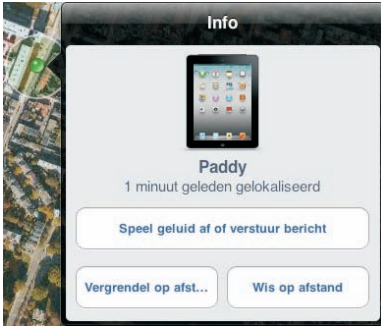 Info
Paddy
1 minuut geleden gelokaliseerd
Speel geluid af of verstuur bericht
Vergrendel op afst...
Wis op afstand